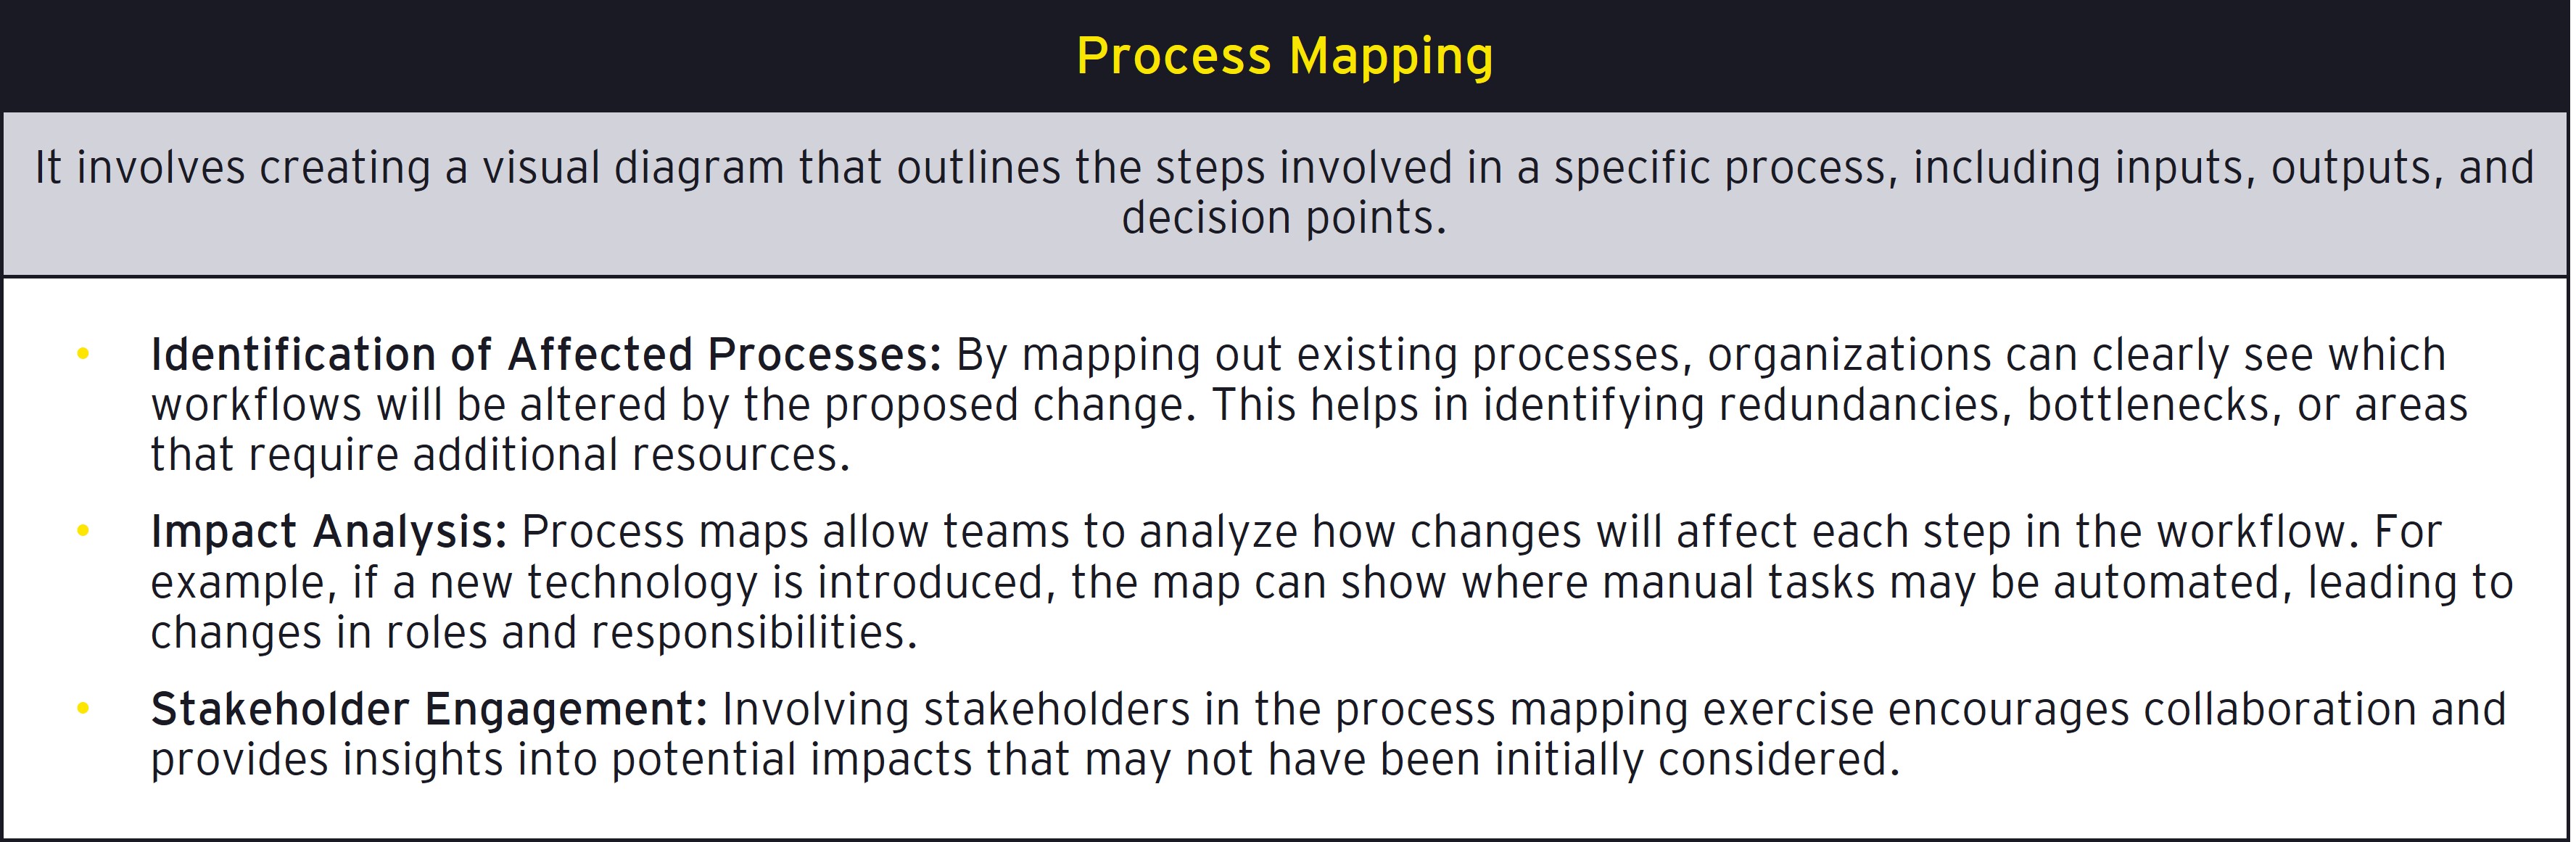 Process Mapping
It involves creating a visual diagram that outlines the steps involved in a specific process, including inputs, outputs, and
decision points.
• Identification of Affected Processes: By mapping out existing processes, organizations can clearly see which
workflows will be altered by the proposed change. This helps in identifying redundancies, bottlenecks, or areas
that require additional resources.
• Impact Analysis: Process maps allow teams to analyze how changes will affect each step in the workflow. For
example, if a new technology is introduced, the map can show where manual tasks may be automated, leading to
changes in roles and responsibilities.
• Stakeholder Engagement: Involving stakeholders in the process mapping exercise encourages collaboration and
provides insights into potential impacts that may not have been initially considered.